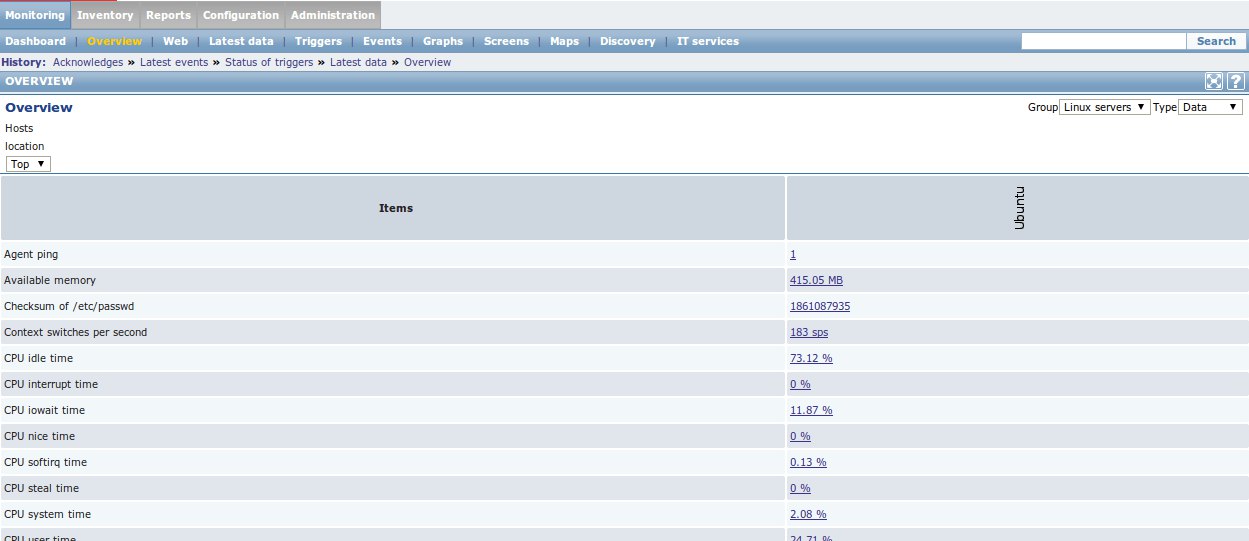 Monitoring Inventory Reports Configuration Administration
Dashboard | Overview | Web | Latest data | Triggers | Events | Graphs | Screens | Maps | Discovery | IT services Search
History: Acknowledges » Latest events » Status of triggers » Latest data » Overview
OVERVIEW ?
Overview Group Linux servers ▼ Type Data ▼
Hosts
location
Top ▼
Items Ubuntu
Agent ping 1
Available memory 415.05 MB
Checksum of /etc/passwd 1861087935
Context switches per second 183 sps
CPU idle time 73.12 %
CPU interrupt time 0 %
CPU iowait time 11.87 %
CPU nice time 0 %
CPU softirq time 0.13 %
CPU steal time 0 %
CPU system time 2.08 %
CPU user time 24.71 %